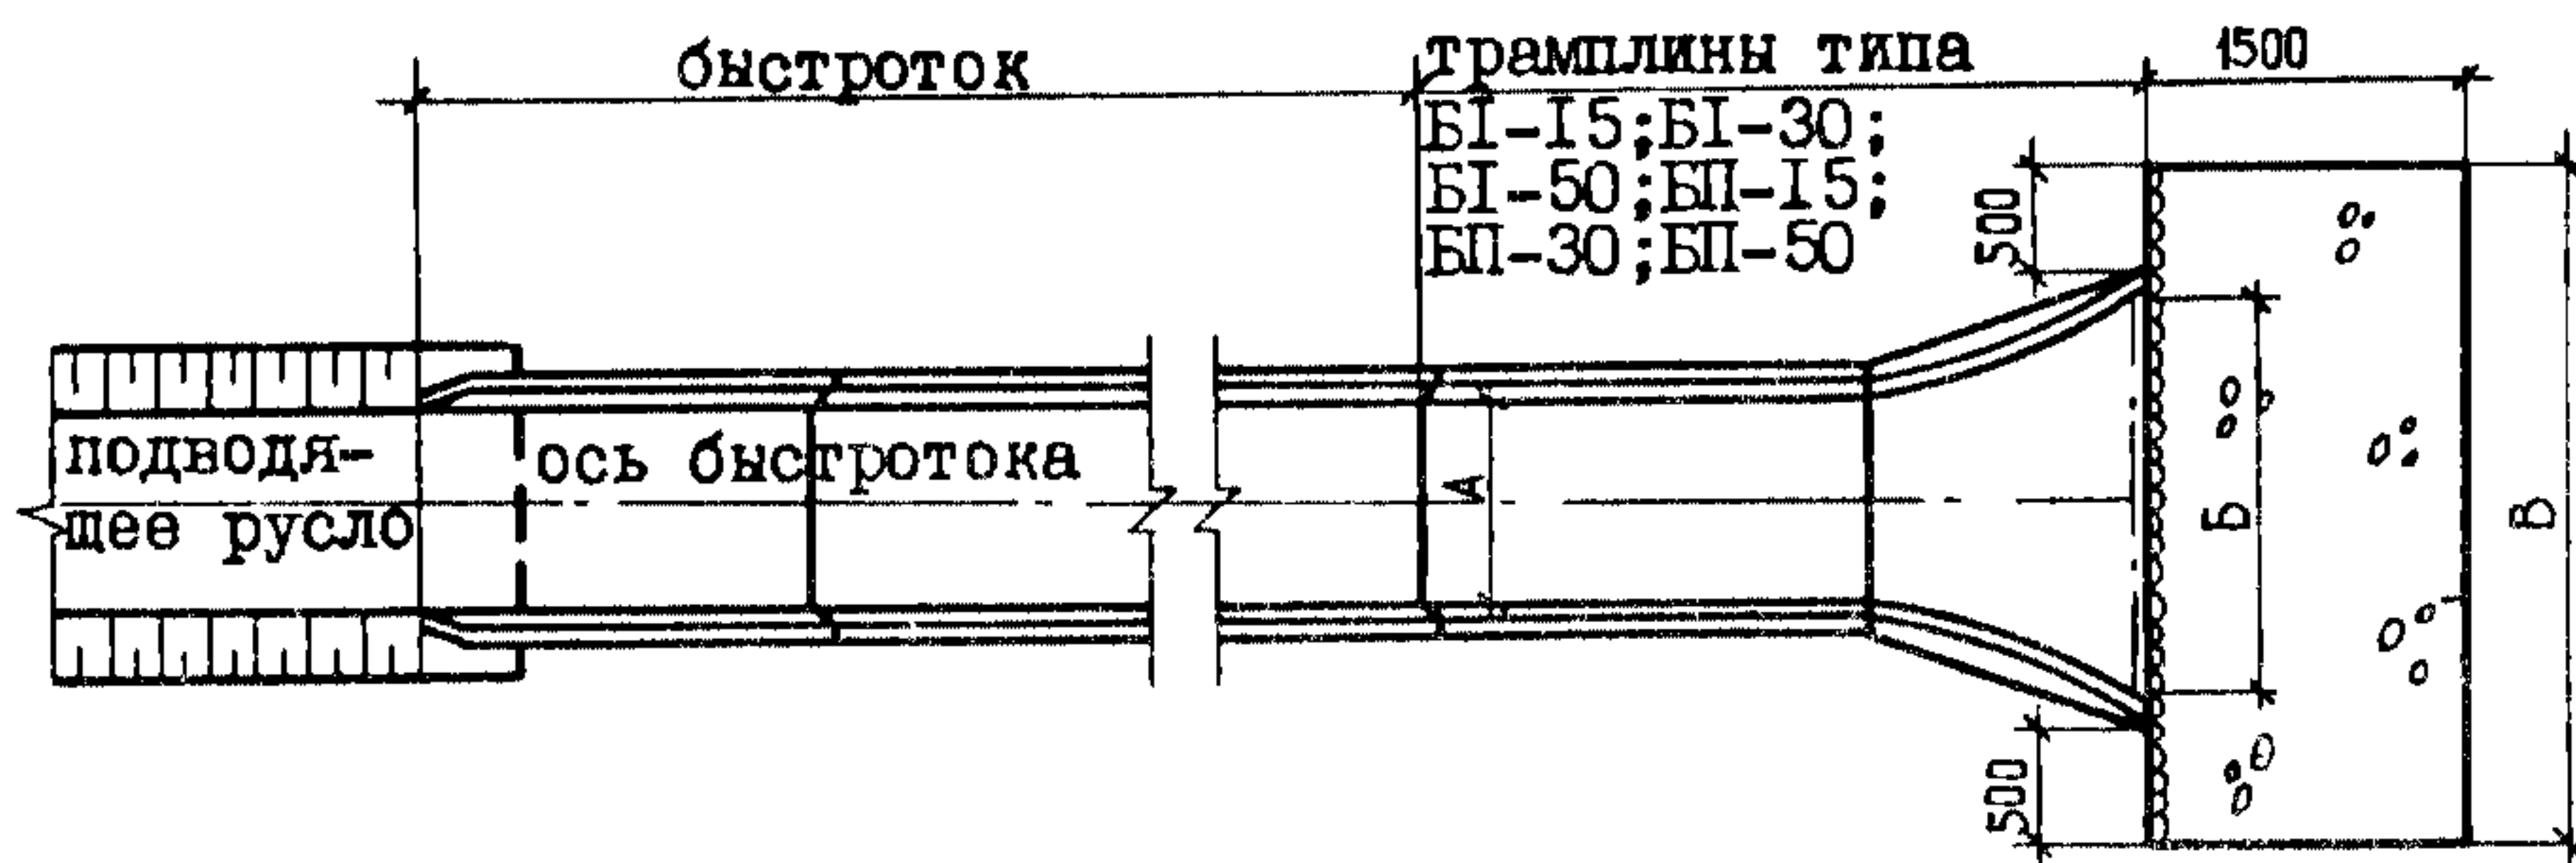 быстроток
трамплины типа
БI-I5;БI-30;
БI-50;БП-I5;
БП-30;БП-50
1500
500
подводя-
щее русло
ось быстротока
А
Б
В
500